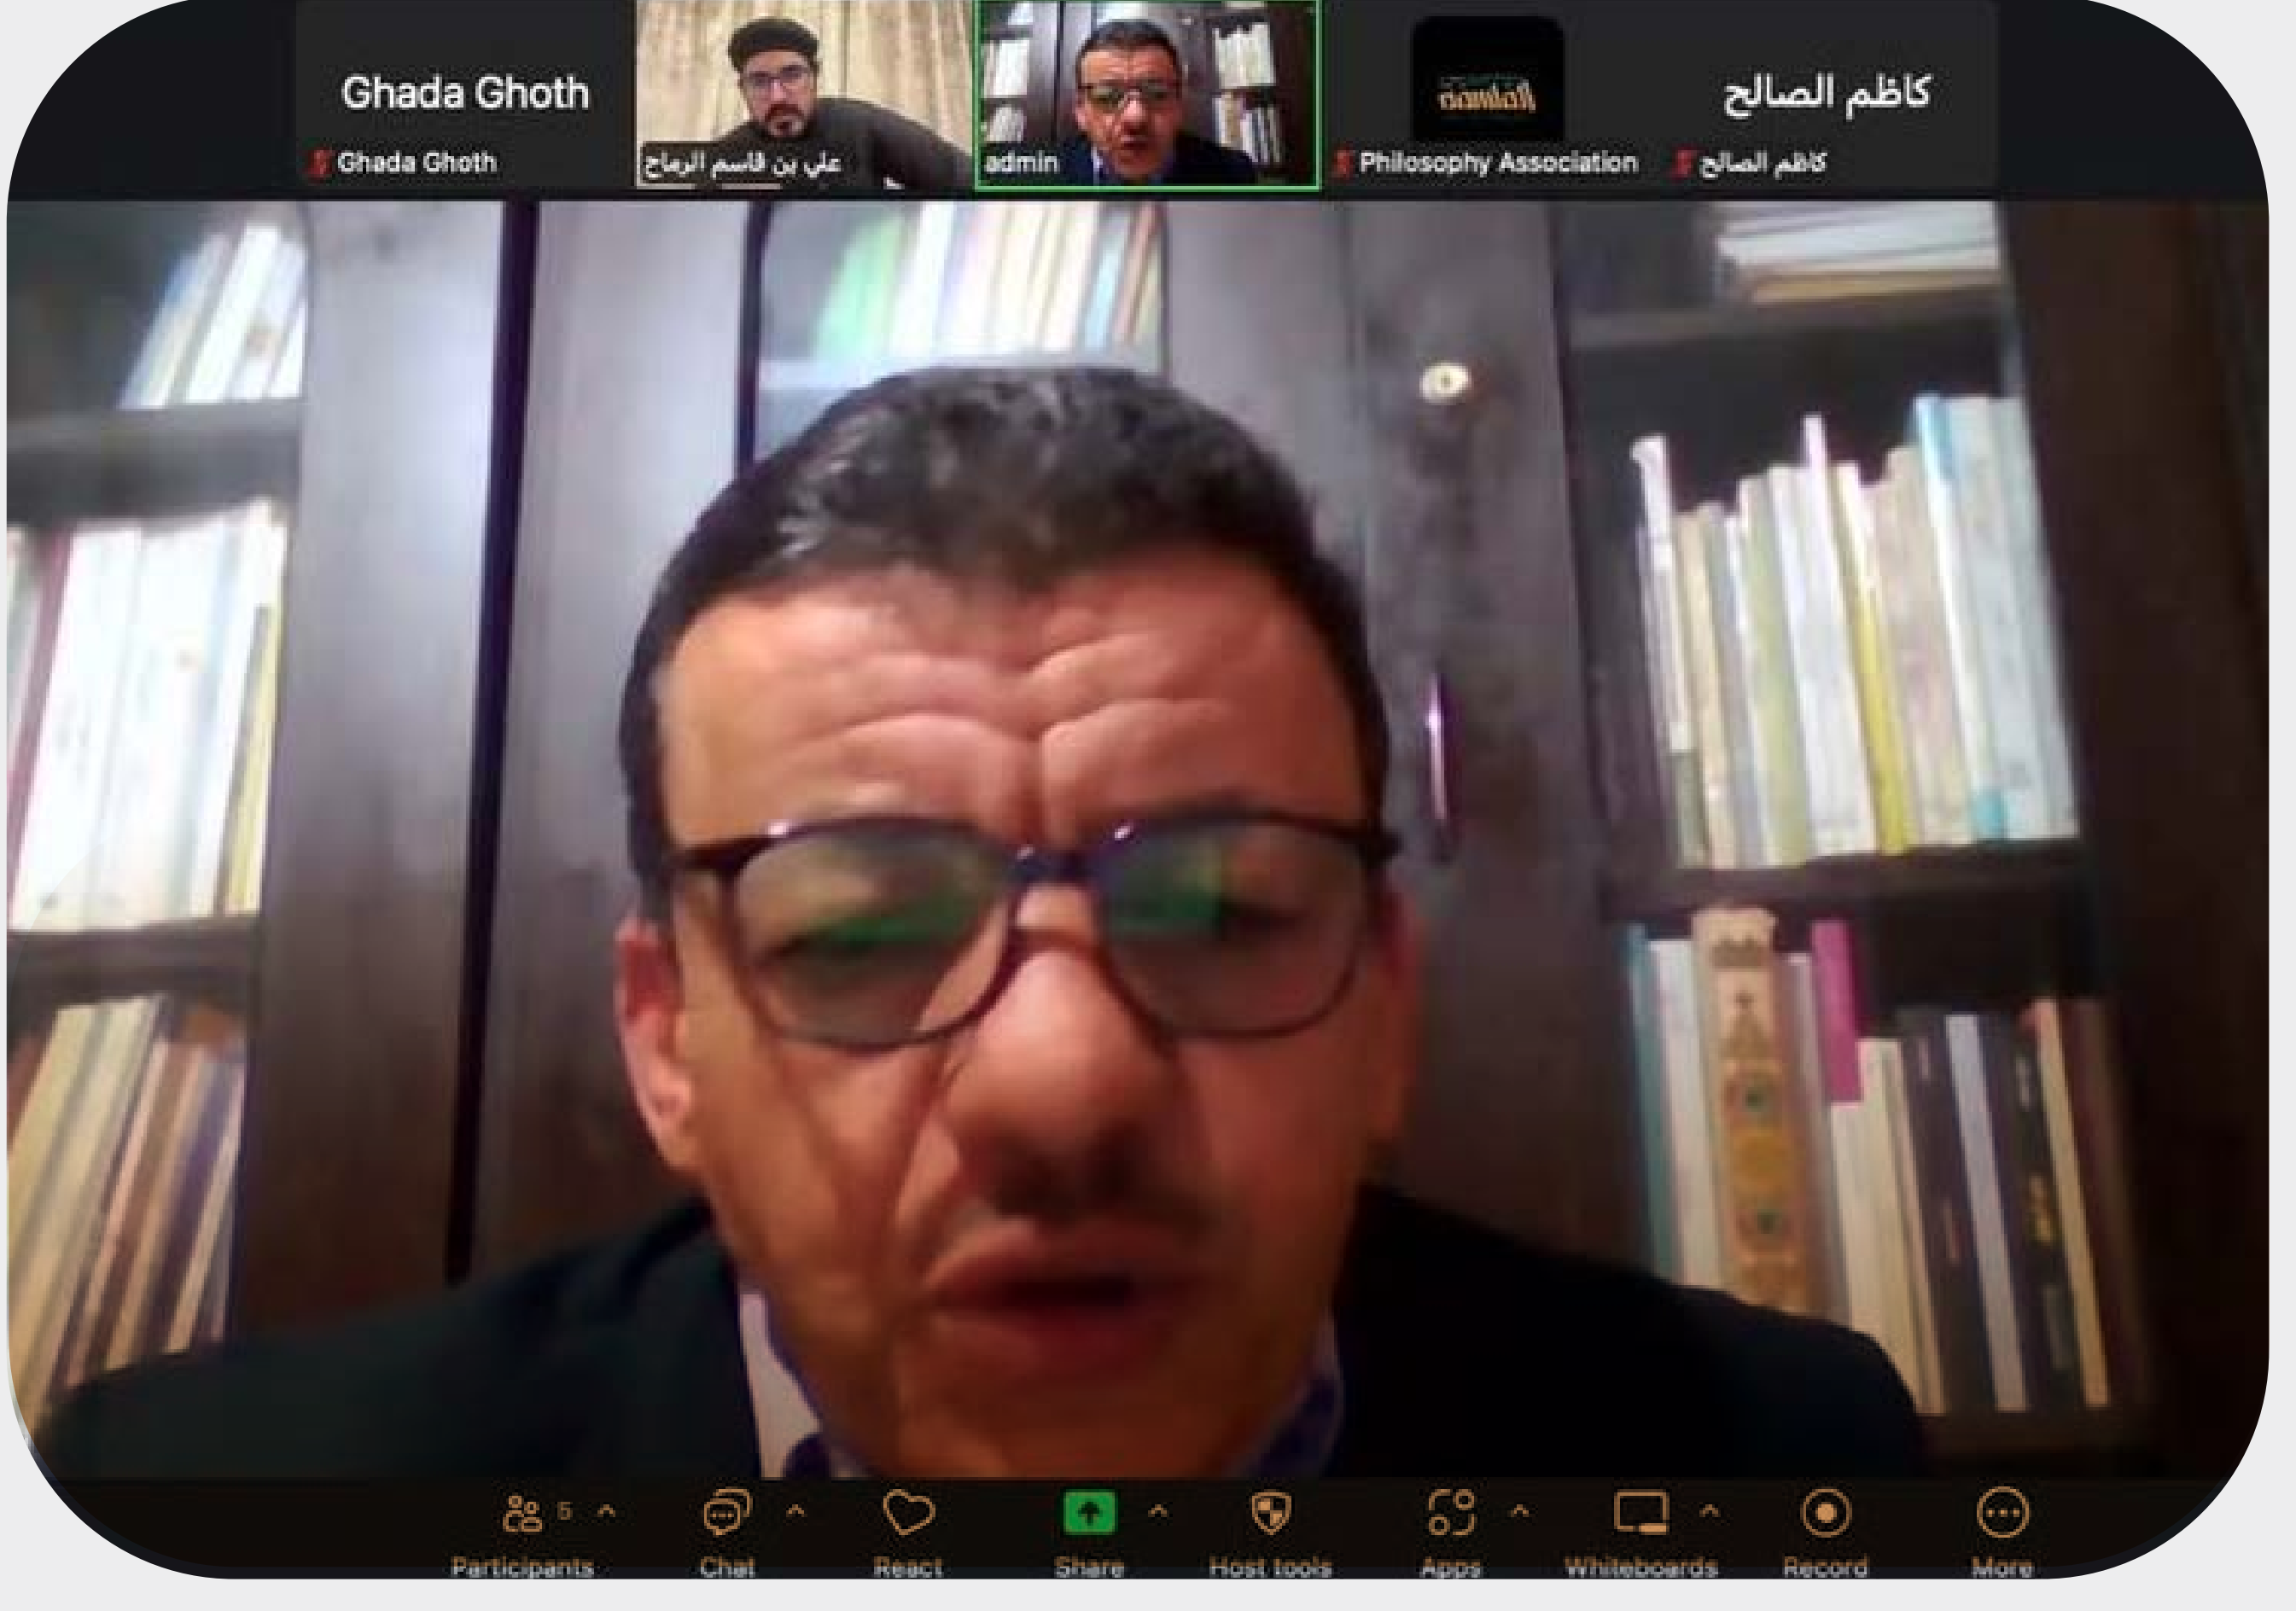 Ghada Ghoth
كاظم الصالح
Ghada Ghoth
علي بن قاسم الرماح
admin
Philosophy Association
كاظم الصالح
5
Participants
Chat
React
Share
Host tools
Apps
Whiteboards
Record
More